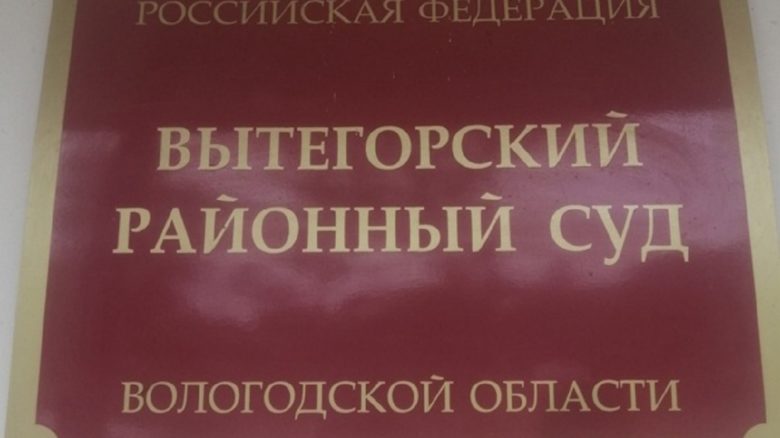 РОССИЙСКАЯ ФЕДЕРАЦИЯ
ВЫТЕГОРСКИЙ
РАЙОННЫЙ СУД
ВОЛОГОДСКОЙ ОБЛАСТИ